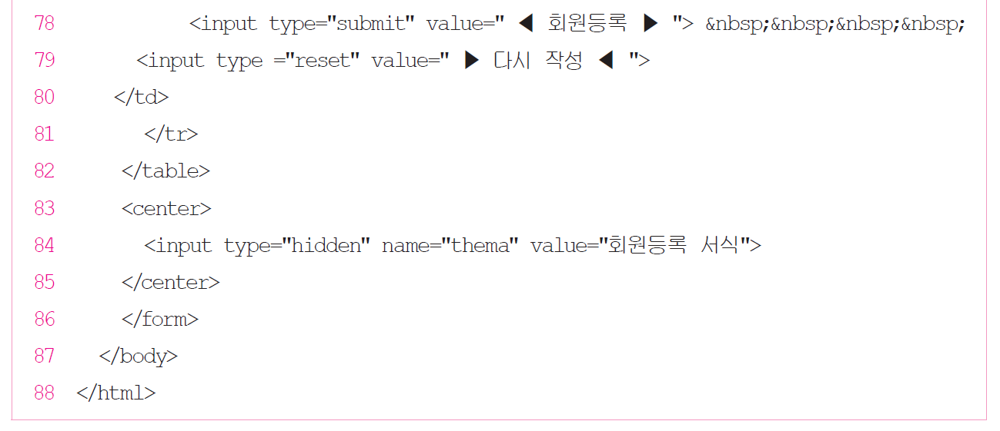 78 <input type="submit" value=" ◀ 회원등록 ▶ "> &nbsp;&nbsp;&nbsp;&nbsp;
79 <input type ="reset" value=" ▶ 다시 작성 ◀ ">
80 </td>
81 </tr>
82 </table>
83 <center>
84 <input type="hidden" name="thema" value="회원등록 서식">
85 </center>
86 </form>
87 </body>
88 </html>